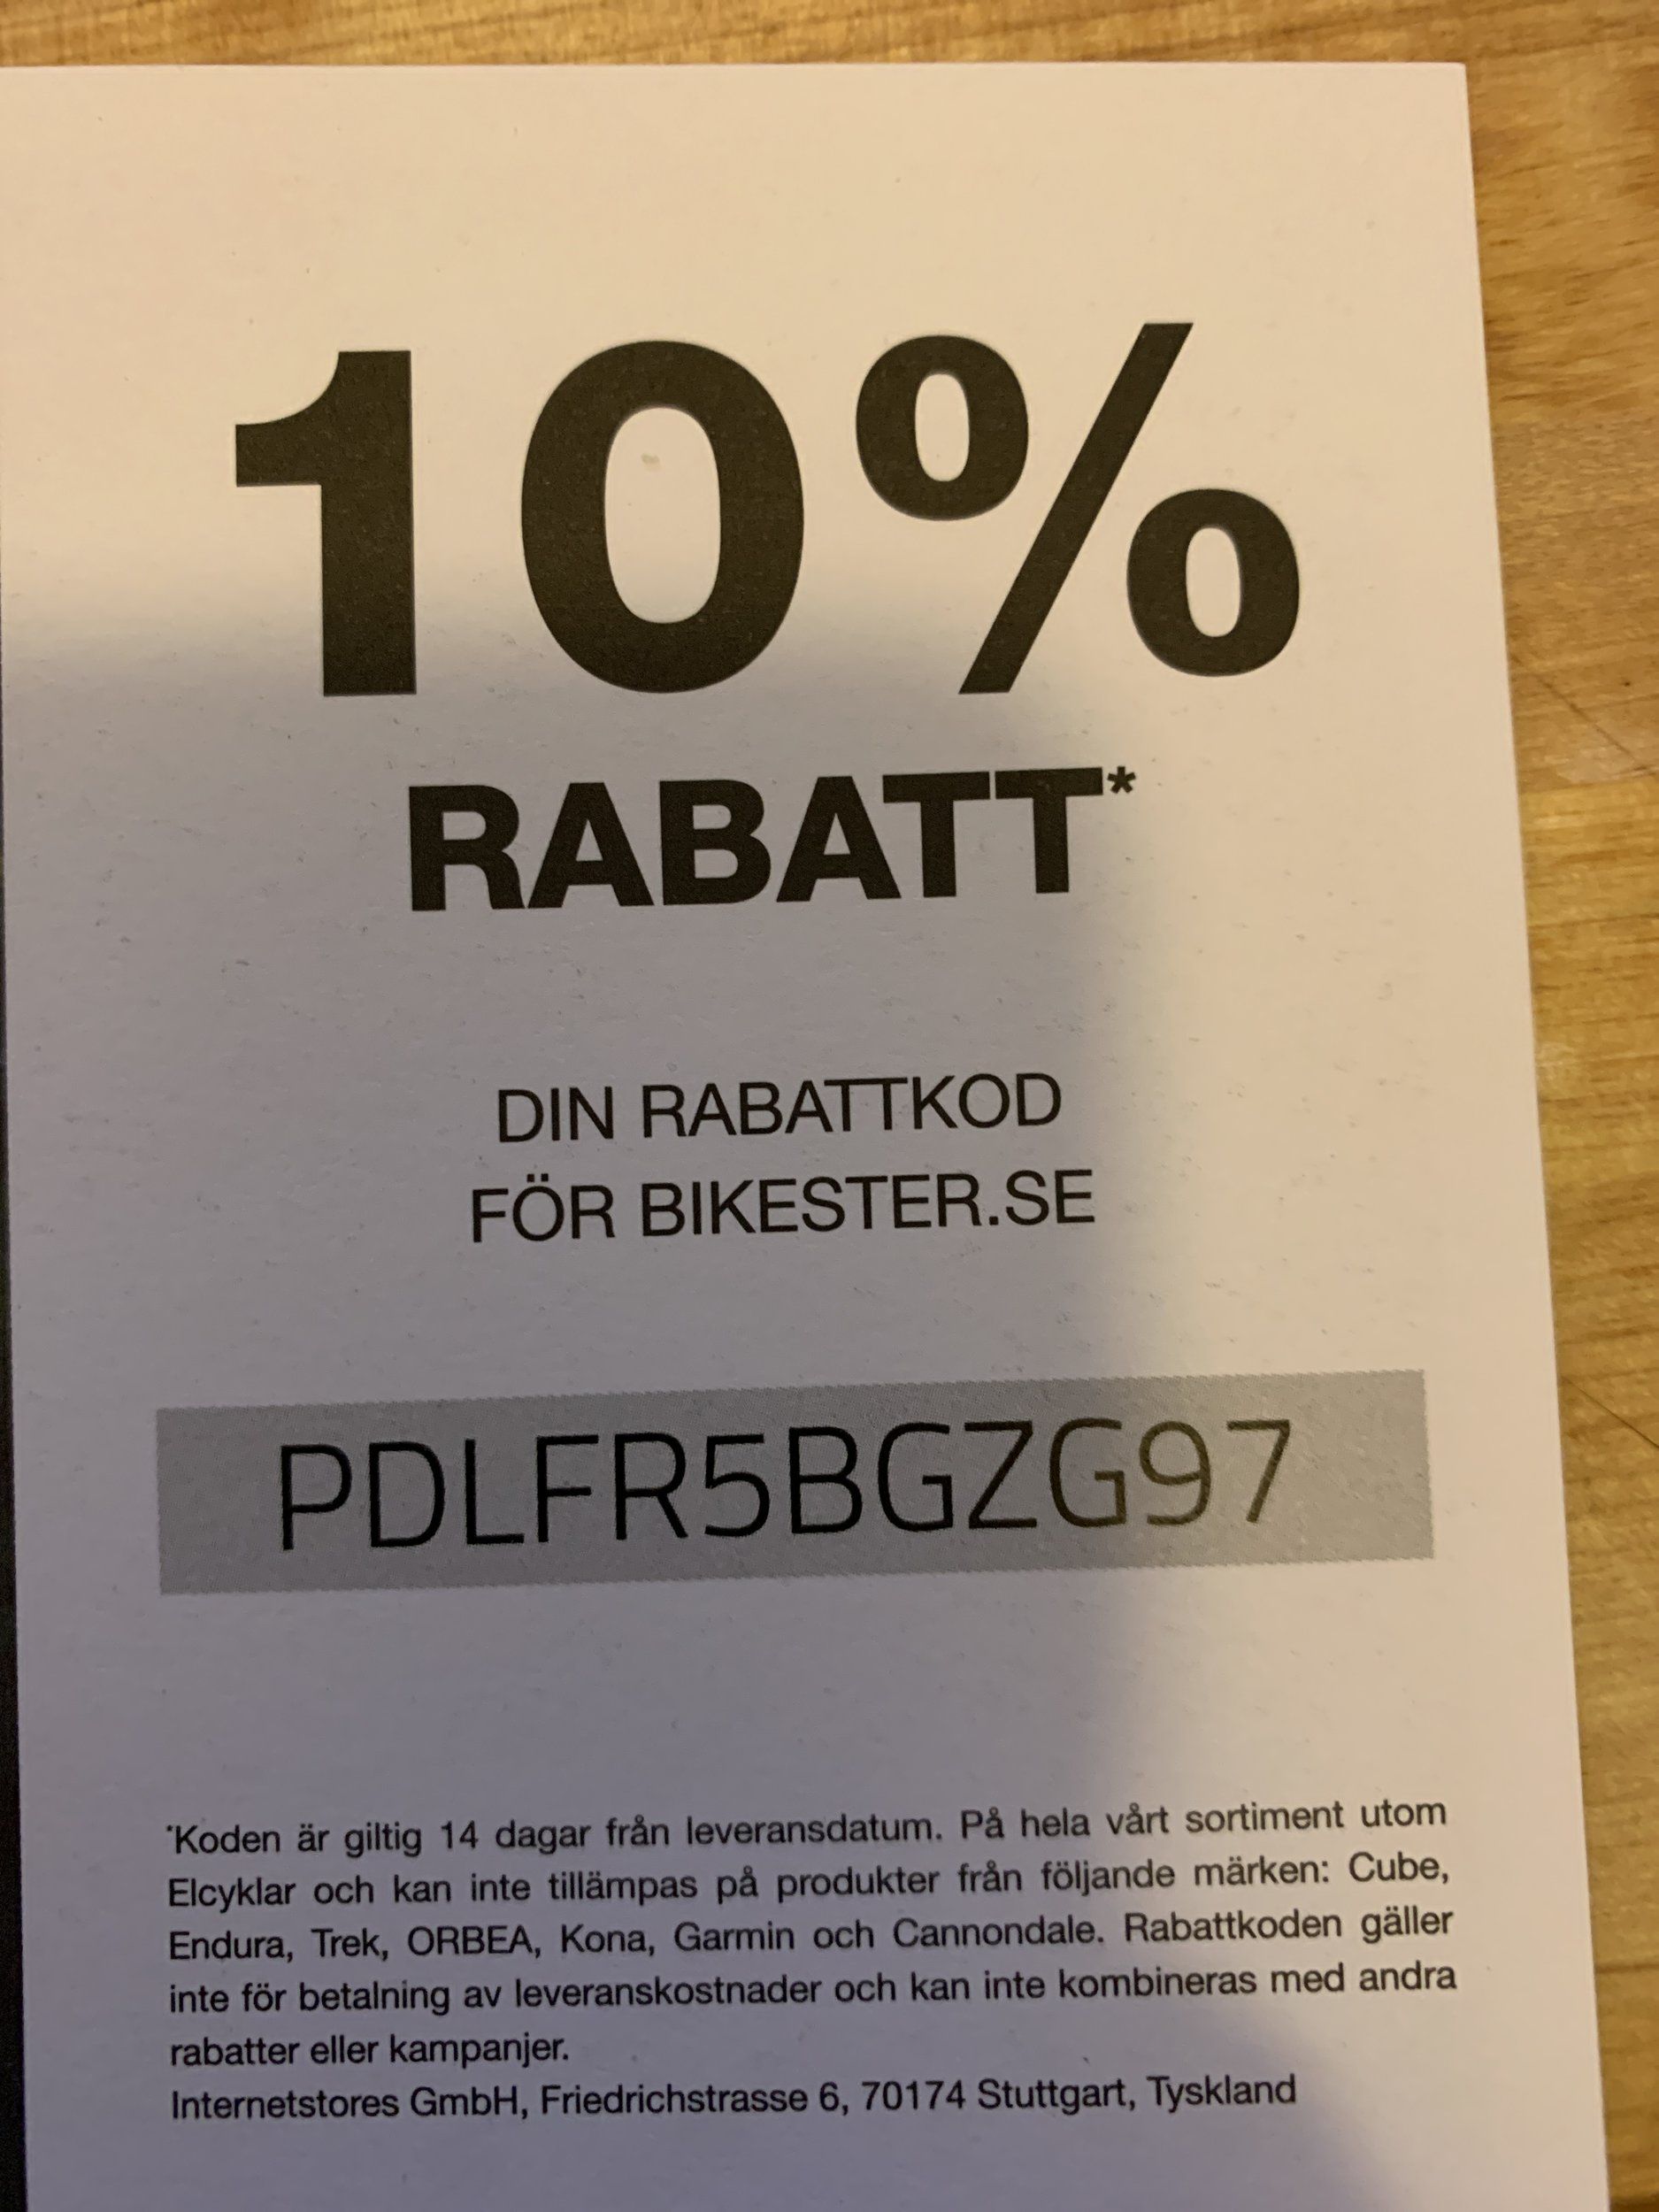 10%
RABATT*
DIN RABATTKOD
FÖR BIKESTER.SE
PDLFR5BGZG97
*Koden är giltig 14 dagar från leveransdatum. På hela vårt sortiment utom
Elcyklar och kan inte tillämpas på produkter från följande märken: Cube,
Endura, Trek, ORBEA, Kona, Garmin och Cannondale. Rabattkoden gäller
inte för betalning av leveranskostnader och kan inte kombineras med andra
rabatter eller kampanjer.
Internetstores GmbH, Friedrichstrasse 6, 70174 Stuttgart, Tyskland